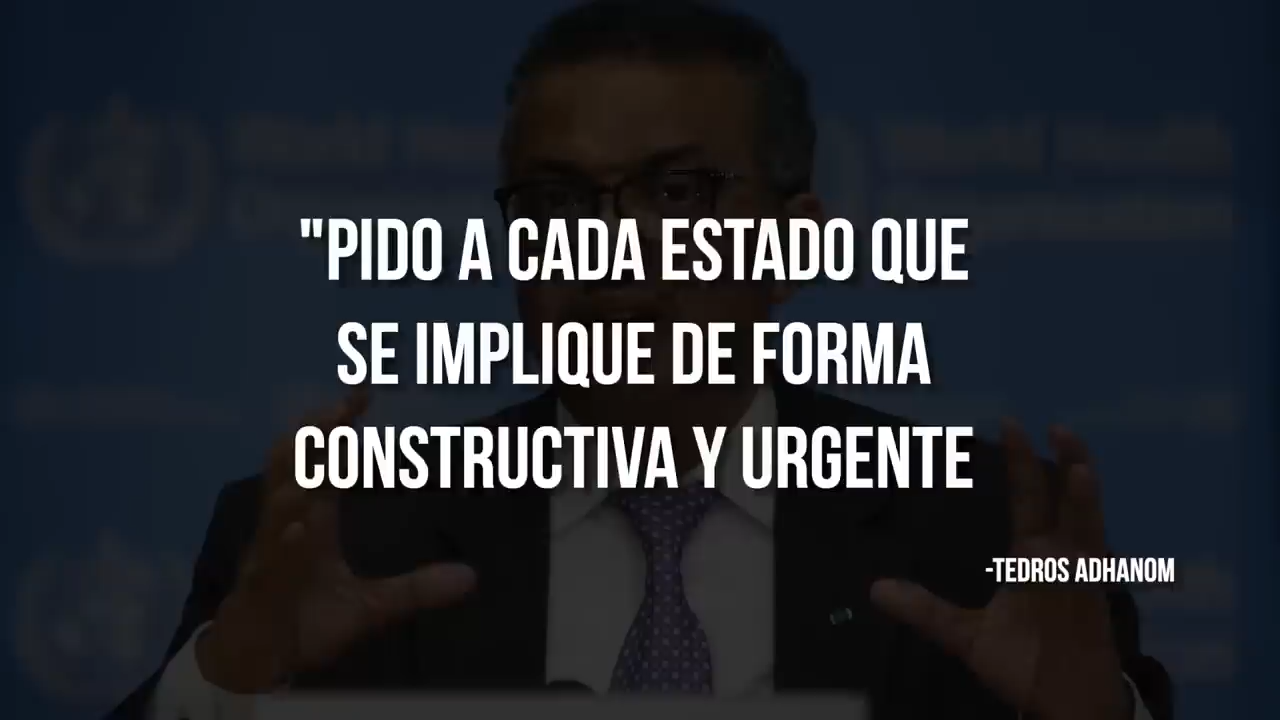 "PIDO A CADA ESTADO QUE
SE IMPLIQUE DE FORMA
CONSTRUCTIVA Y URGENTE
-TEDROS ADHANOM